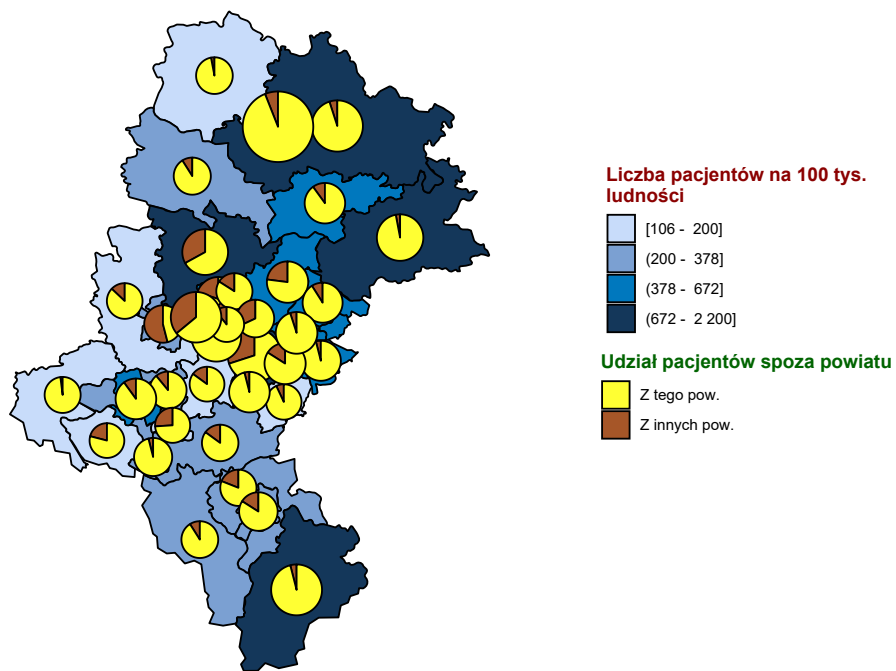 Liczba pacjentów na 100 tys.
ludności
[106 - 200]
(200 - 378]
(378 - 672]
(672 - 2 200]
Udział pacjentów spoza powiatu
Z tego pow.
Z innych pow.